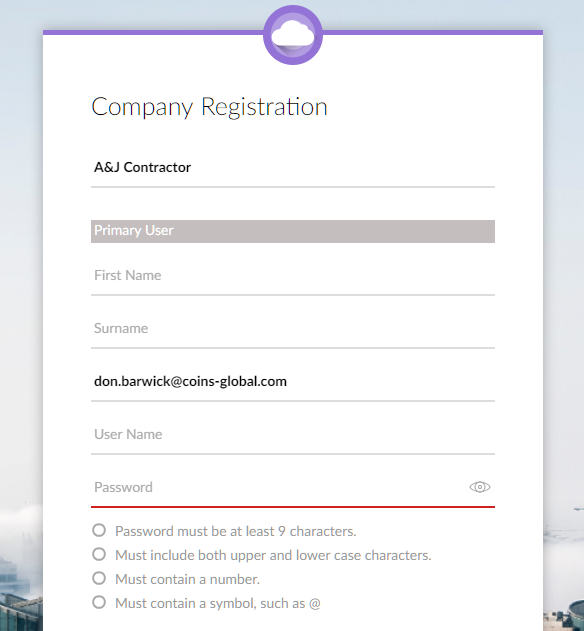 Company Registration
A&J Contractor
Primary User
First Name
Surname
don.barwick@coins-global.com
User Name
Password
Password must be at least 9 characters.
Must include both upper and lower case characters.
Must contain a number.
Must contain a symbol, such as @